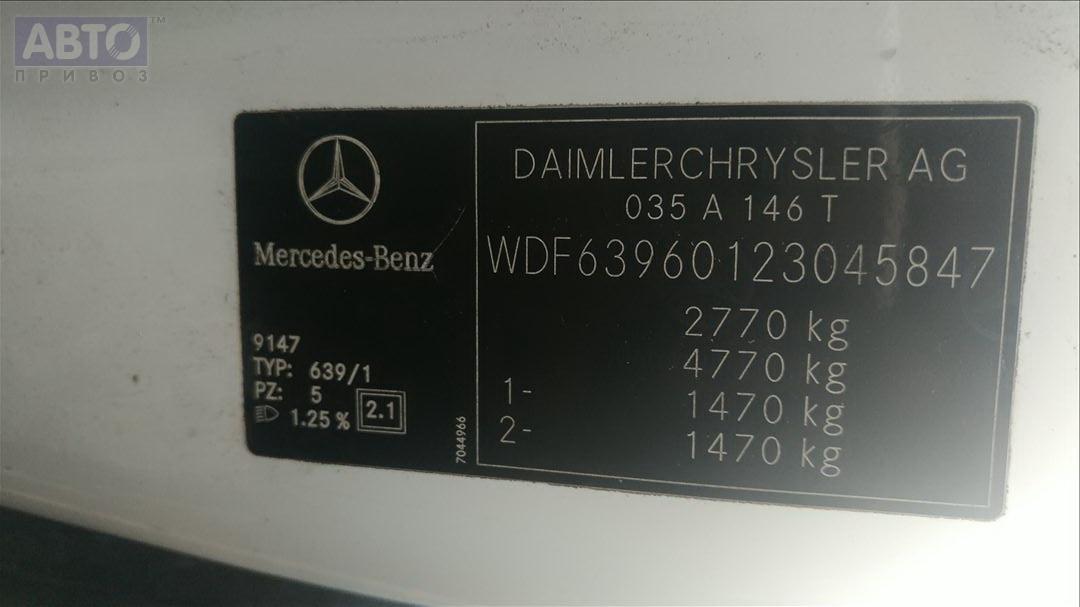 АВТО™
ПРИВОЗ
Mercedes-Benz
9147
TYP: 639/1
PZ: 5
1.25 % 2.1
7044966
DAIMLERCHRYSLER AG
035 A 146 T
WDF63960123045847
2770 kg
4770 kg
1- 1470 kg
2- 1470 kg